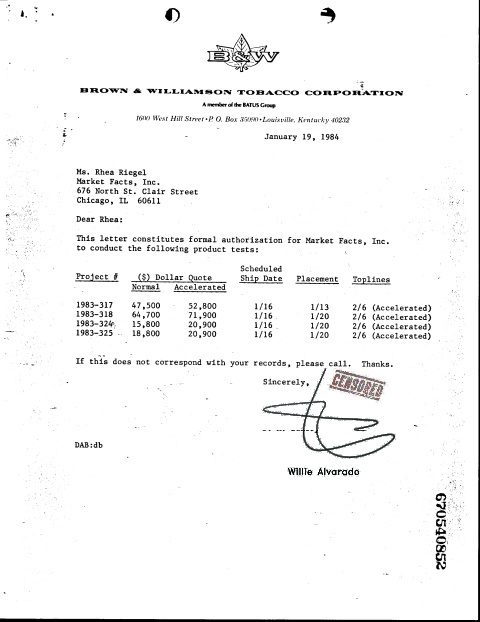 B&W
BROWN & WILLIAMSON TOBACCO CORPORATION
A member of the BATUS Group
1600 West Hill Street • P. O. Box 35090 • Louisville, Kentucky 40232
January 19, 1984
Ms. Rhea Riegel
Market Facts, Inc.
676 North St. Clair Street
Chicago, IL 60611
Dear Rhea:
This letter constitutes formal authorization for Market Facts, Inc.
to conduct the following product tests:
Scheduled
Project # ($) Dollar Quote Ship Date Placement Toplines
Normal Accelerated
1983-317 47,500 52,800 1/16 1/13 2/6 (Accelerated)
1983-318 64,700 71,900 1/16 1/20 2/6 (Accelerated)
1983-324 15,800 20,900 1/16 1/20 2/6 (Accelerated)
1983-325 18,800 20,900 1/16 1/20 2/6 (Accelerated)
If this does not correspond with your records, please call. Thanks.
Sincerely,
CENSORED
DAB:db
Willie Alvarado
670540852